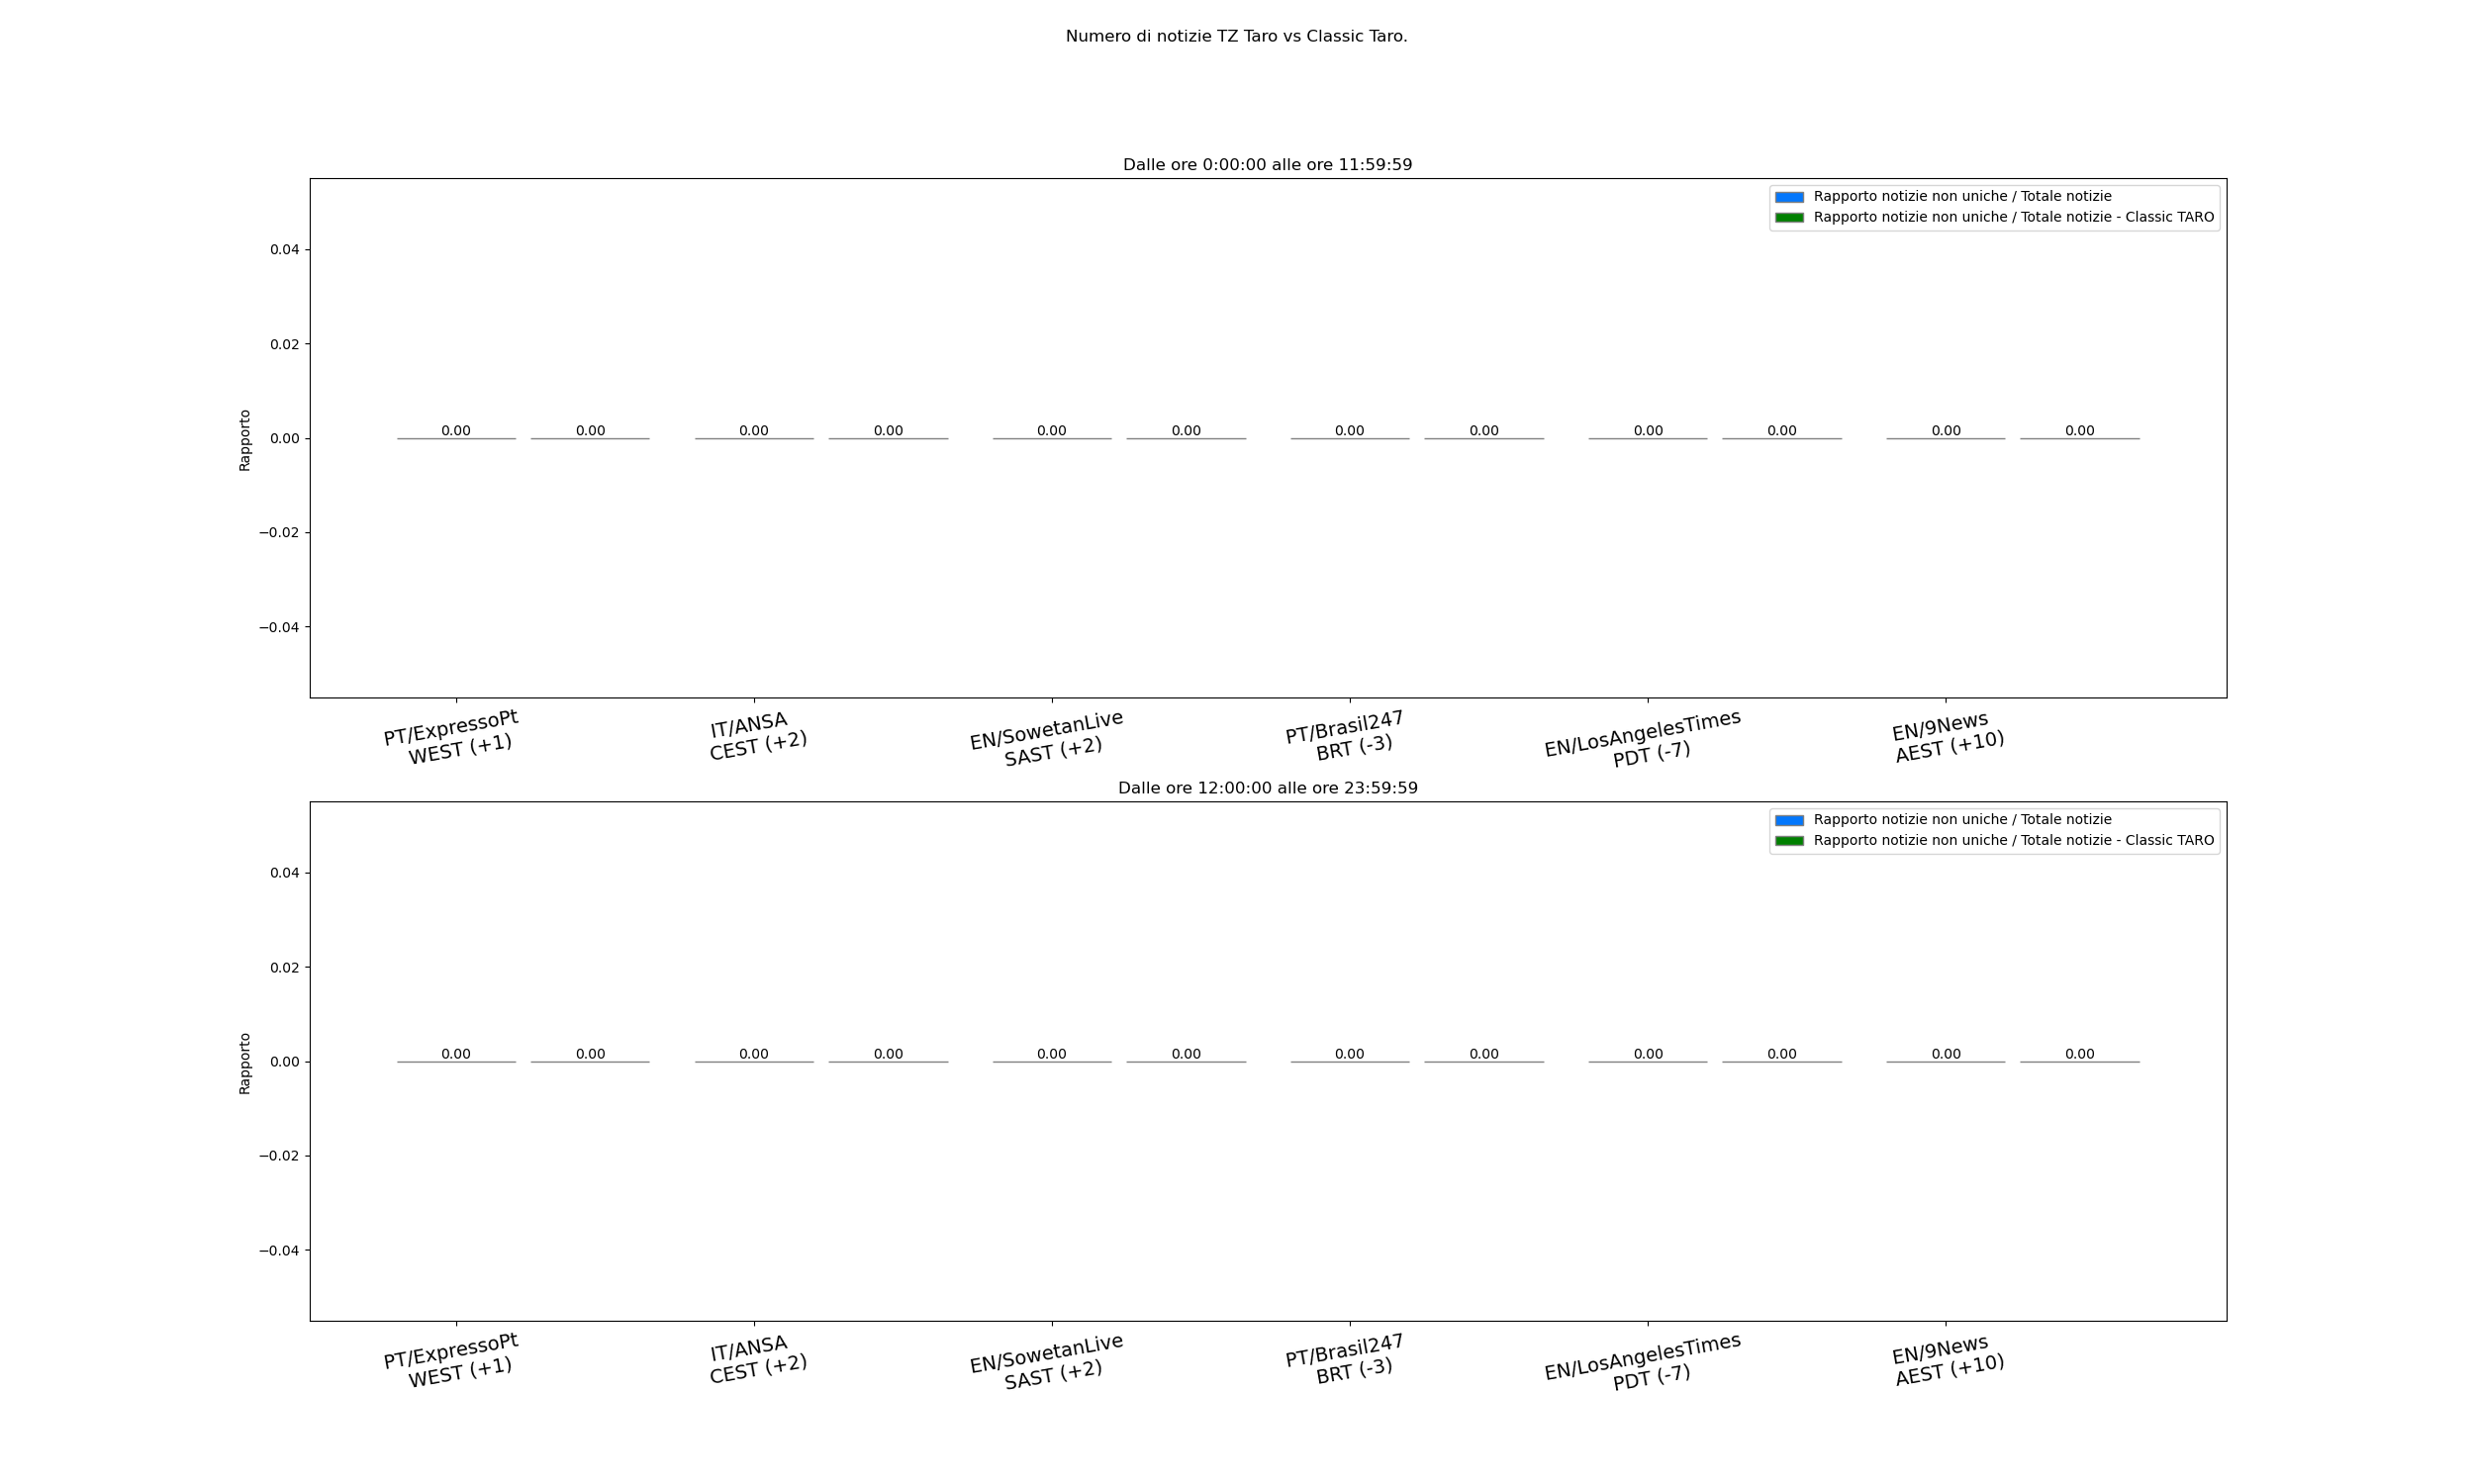 Numero di notizie TZ Taro vs Classic Taro.
Dalle ore 0:00:00 alle ore 11:59:59
Rapporto notizie non uniche / Totale notizie
Rapporto notizie non uniche / Totale notizie - Classic TARO
Rapporto
0.04
0.02
0.00
−0.02
−0.04
0.00 0.00 0.00 0.00 0.00 0.00 0.00 0.00 0.00 0.00 0.00 0.00
PT/ExpressoPt
WEST (+1)
IT/ANSA
CEST (+2)
EN/SowetanLive
SAST (+2)
PT/Brasil247
BRT (-3)
EN/LosAngelesTimes
PDT (-7)
EN/9News
AEST (+10)
Dalle ore 12:00:00 alle ore 23:59:59
Rapporto notizie non uniche / Totale notizie
Rapporto notizie non uniche / Totale notizie - Classic TARO
Rapporto
0.04
0.02
0.00
−0.02
−0.04
0.00 0.00 0.00 0.00 0.00 0.00 0.00 0.00 0.00 0.00 0.00 0.00
PT/ExpressoPt
WEST (+1)
IT/ANSA
CEST (+2)
EN/SowetanLive
SAST (+2)
PT/Brasil247
BRT (-3)
EN/LosAngelesTimes
PDT (-7)
EN/9News
AEST (+10)